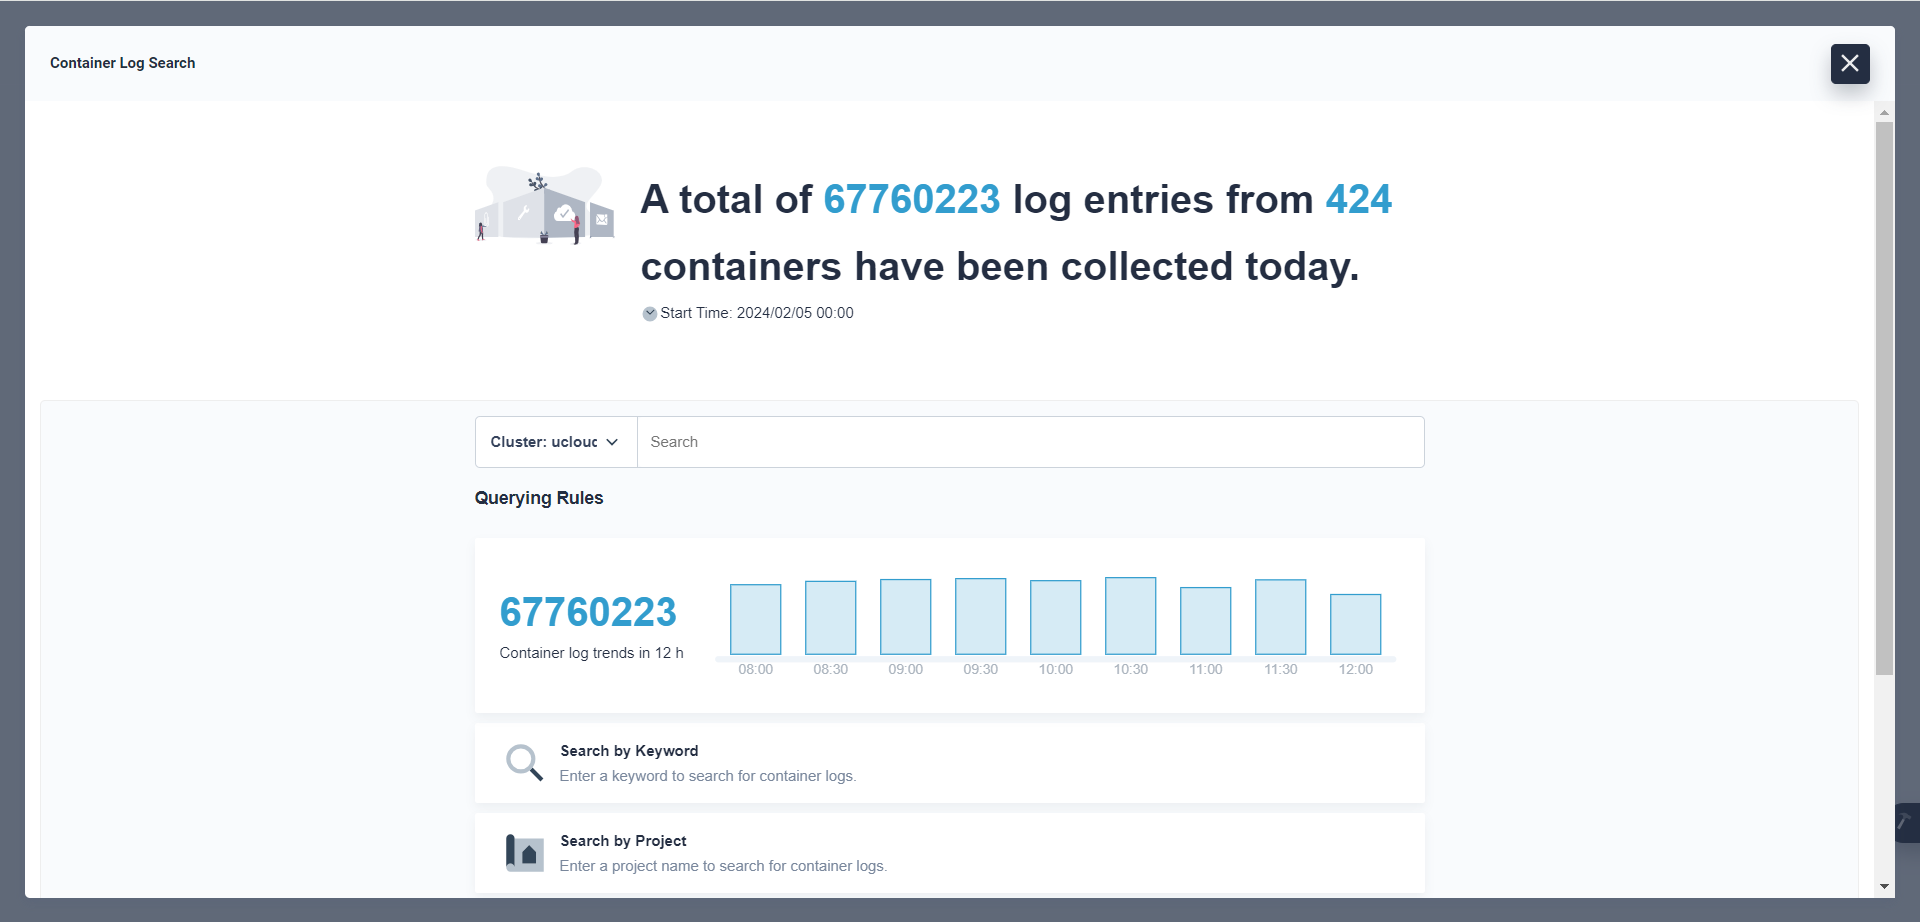 Container Log Search
A total of 67760223 log entries from 424
containers have been collected today.
Start Time: 2024/02/05 00:00
Cluster: uclouc
Search
Querying Rules
67760223
Container log trends in 12 h
08:00 08:30 09:00 09:30 10:00 10:30 11:00 11:30 12:00
Search by Keyword
Enter a keyword to search for container logs.
Search by Project
Enter a project name to search for container logs.